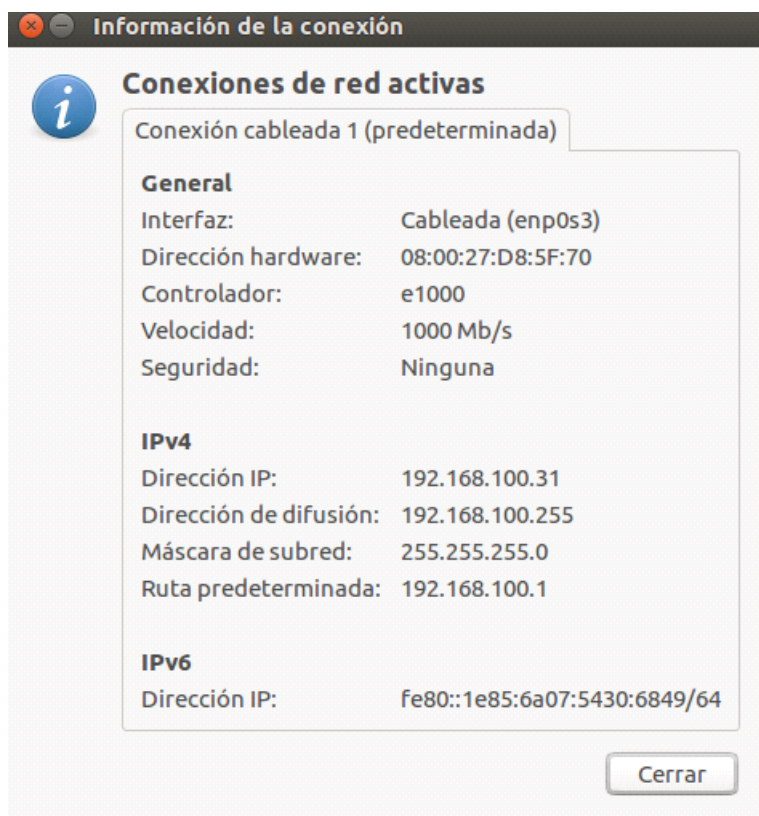 Información de la conexión
Conexiones de red activas
Conexión cableada 1 (predeterminada)
General
Interfaz: Cableada (enp0s3)
Dirección hardware: 08:00:27:D8:5F:70
Controlador: e1000
Velocidad: 1000 Mb/s
Seguridad: Ninguna
IPv4
Dirección IP: 192.168.100.31
Dirección de difusión: 192.168.100.255
Máscara de subred: 255.255.255.0
Ruta predeterminada: 192.168.100.1
IPv6
Dirección IP: fe80::1e85:6a07:5430:6849/64
Cerrar